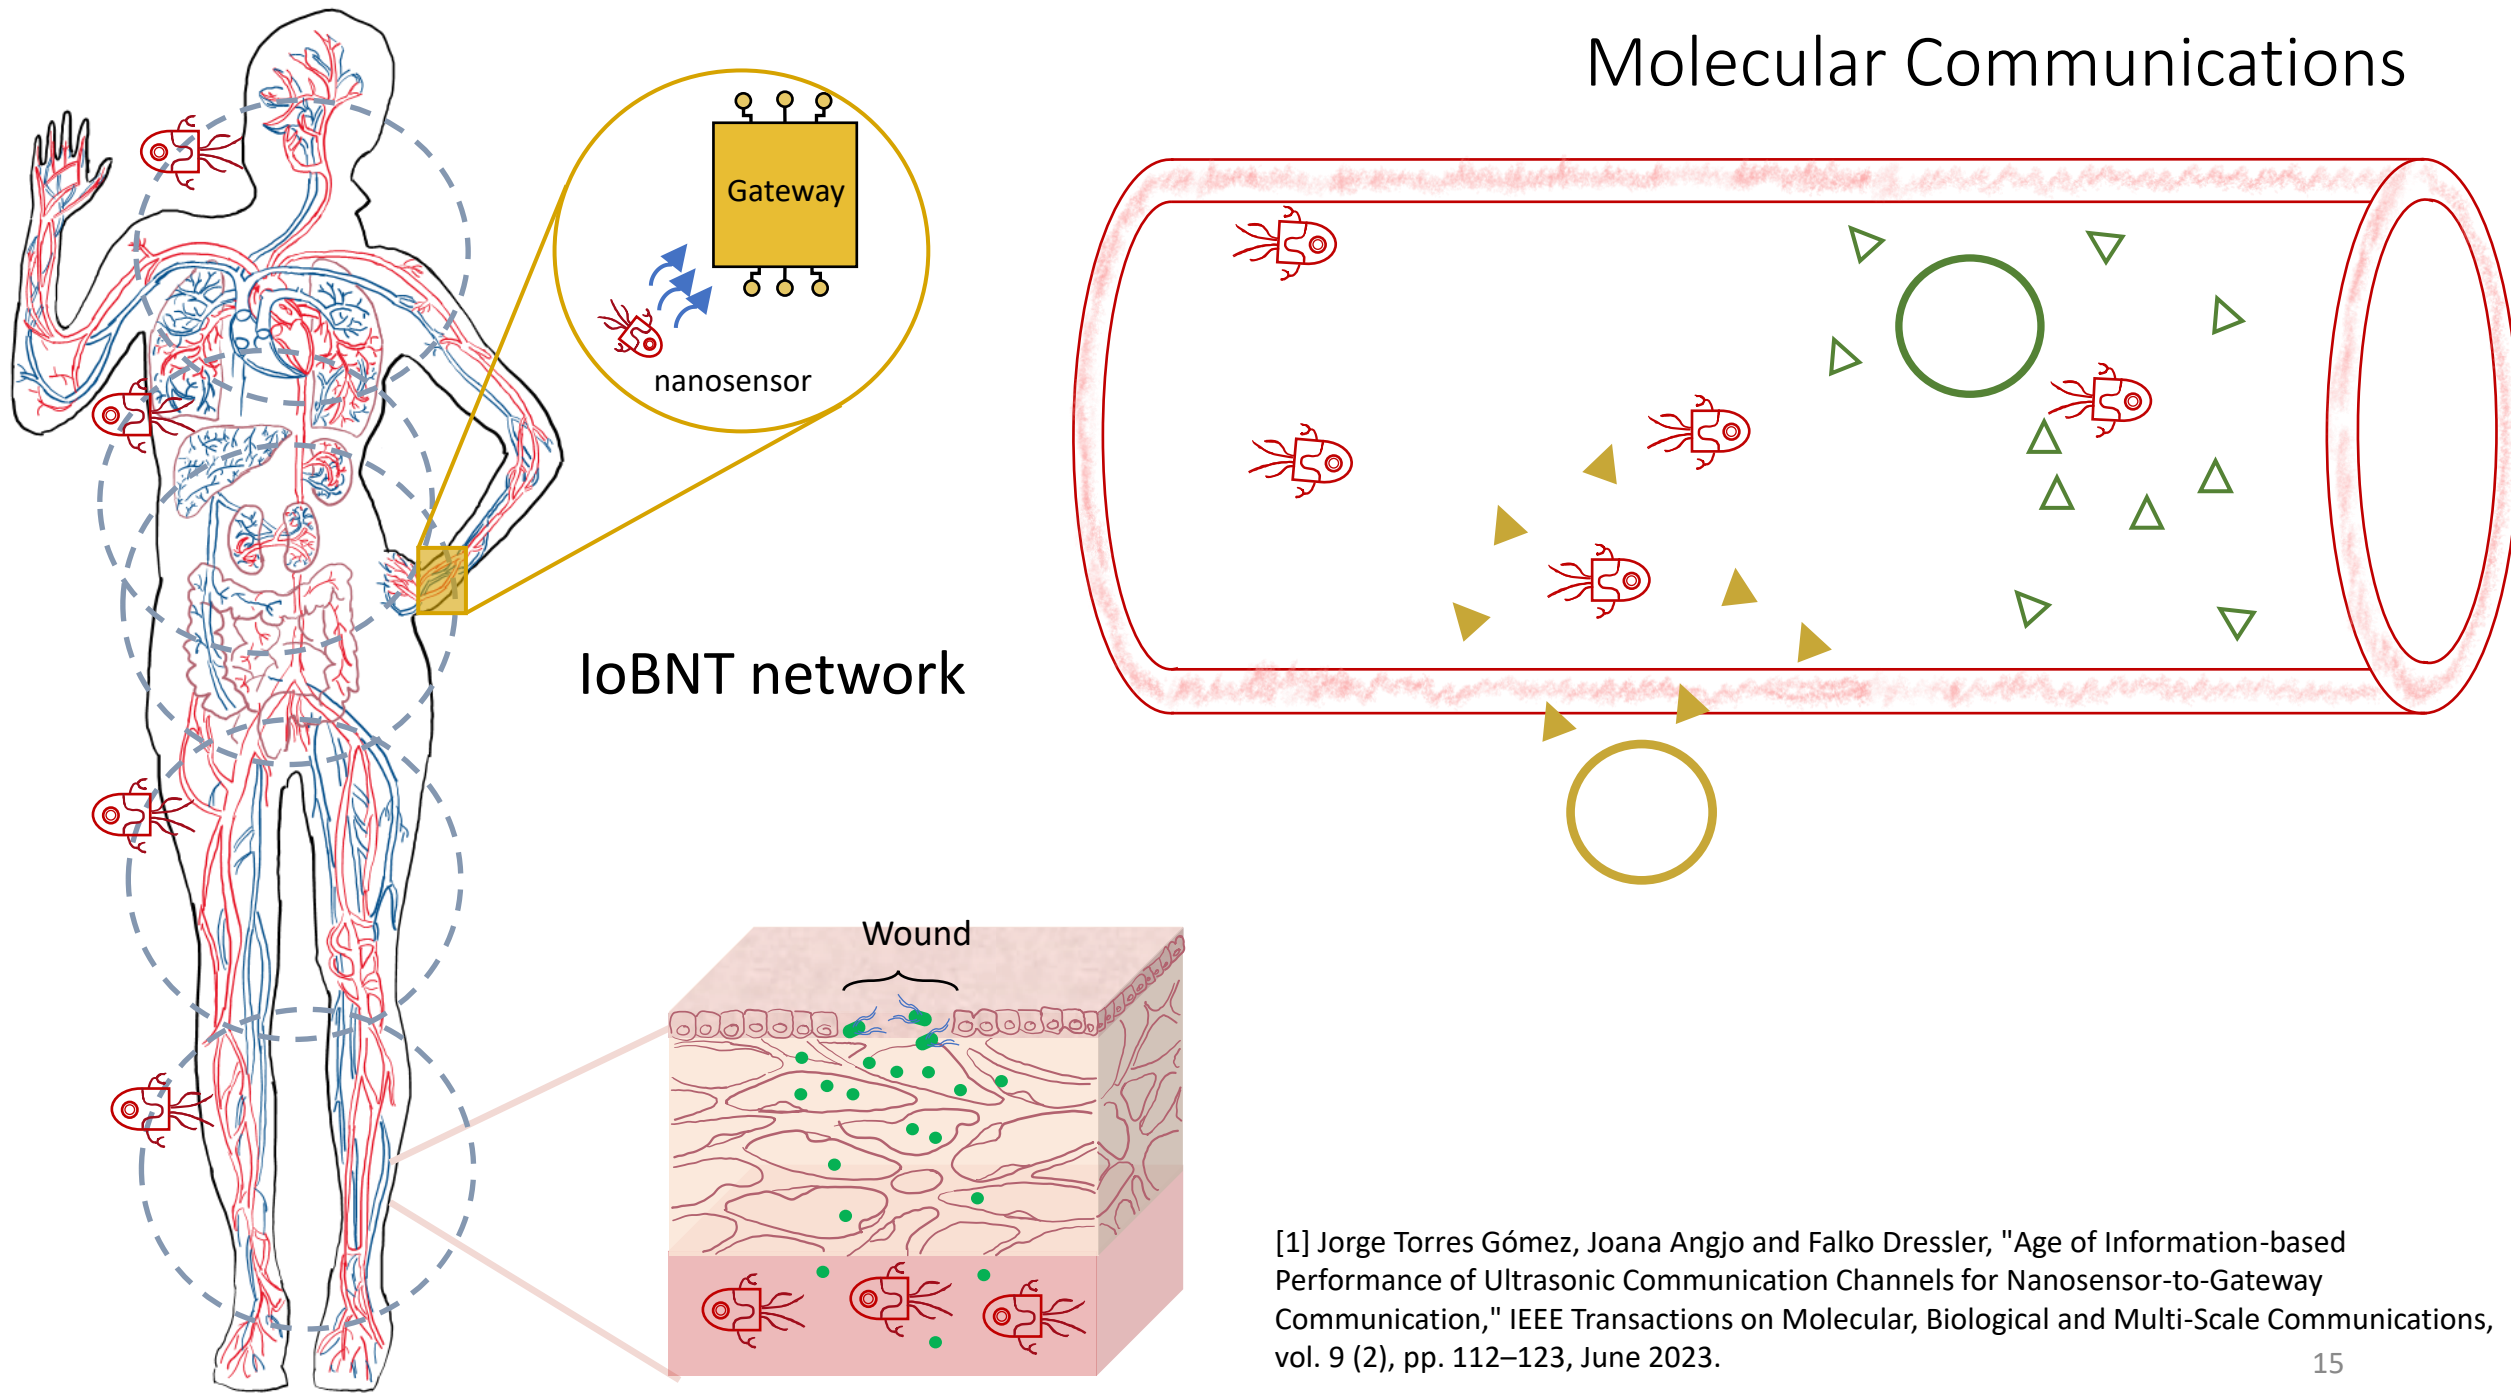 Molecular Communications
Gateway
nanosensor
IoBNT network
Wound
[1] Jorge Torres Gómez, Joana Angjo and Falko Dressler, "Age of Information-based
Performance of Ultrasonic Communication Channels for Nanosensor-to-Gateway
Communication," IEEE Transactions on Molecular, Biological and Multi-Scale Communications,
vol. 9 (2), pp. 112–123, June 2023.
15